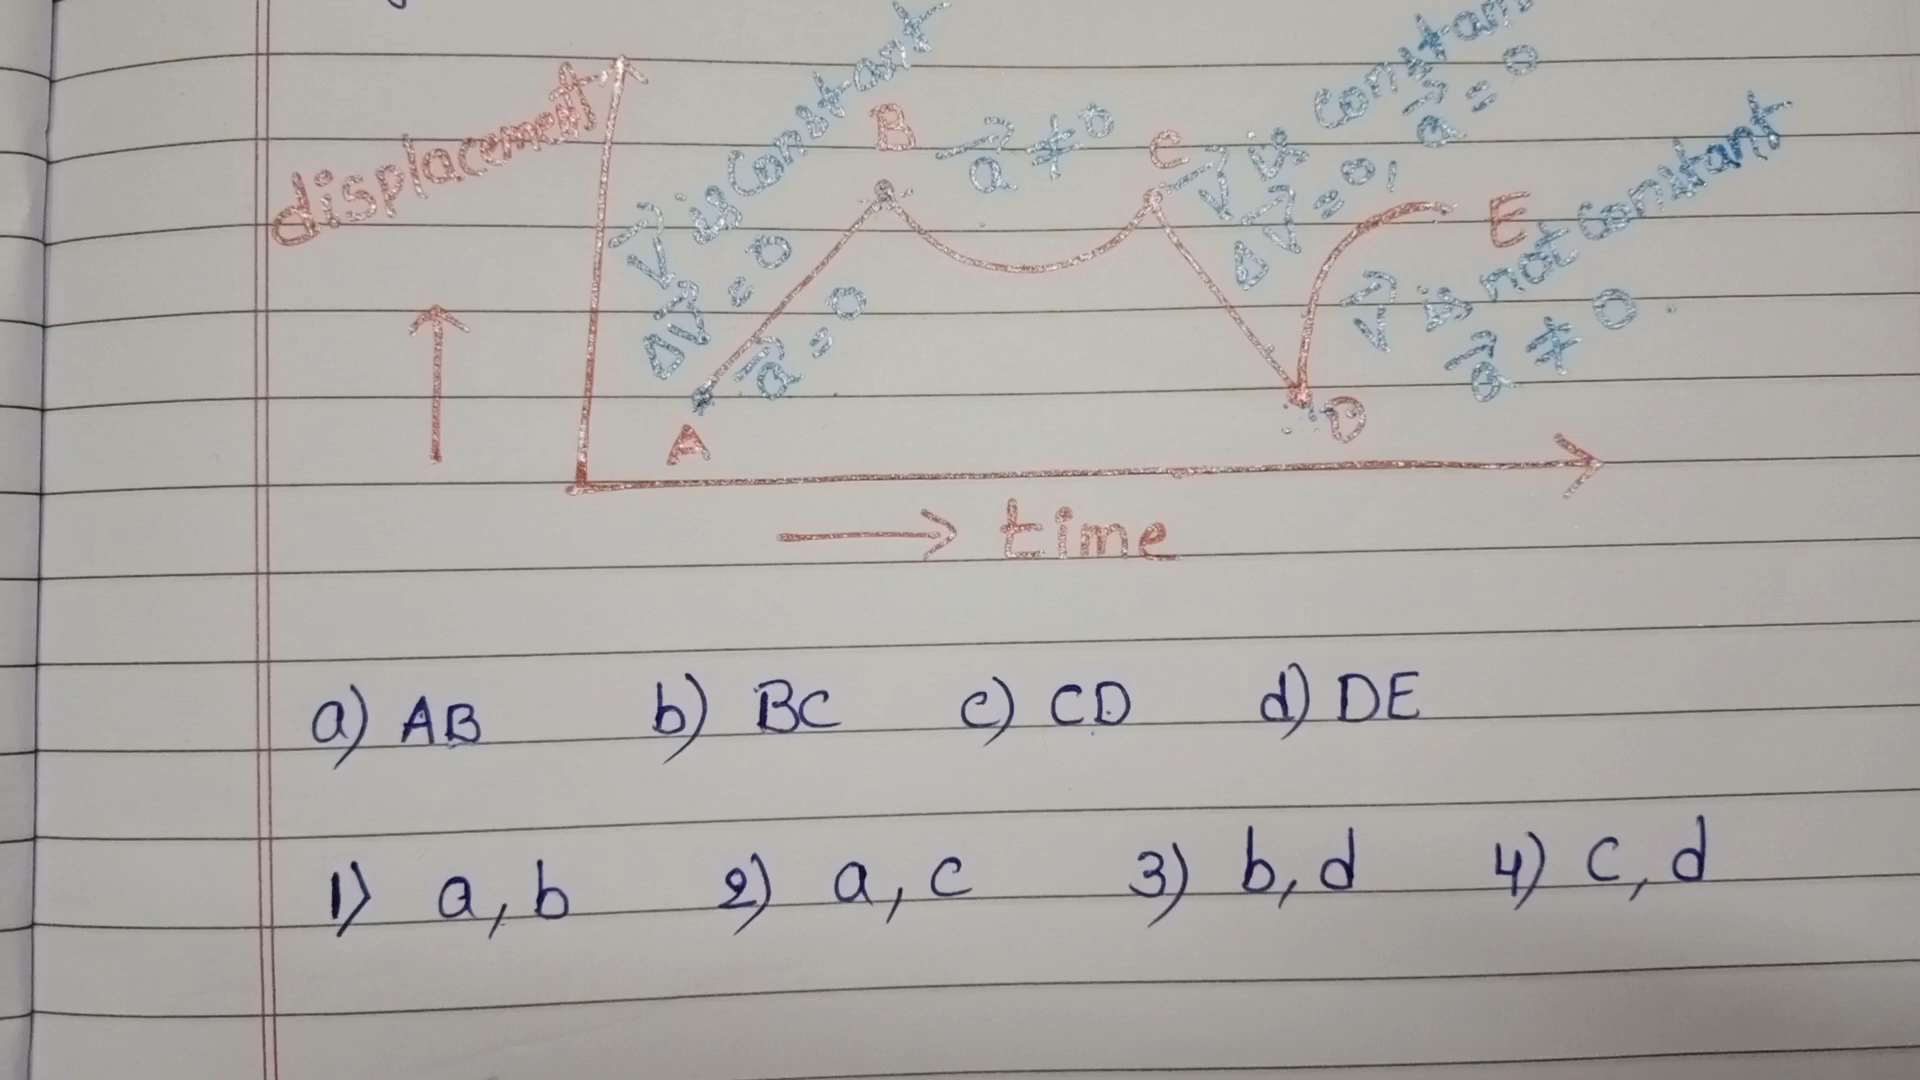 displacement
V⃗ is constant
ΔV⃗ = 0
a⃗ = 0
B
a⃗ ≠ 0
C
V⃗ is constan
ΔV⃗ = 0, a⃗ = 0
E
V⃗ is not constant
a⃗ ≠ 0
A
D
→ time
a) AB b) BC c) CD d) DE
1) a, b 2) a, c 3) b, d 4) c, d